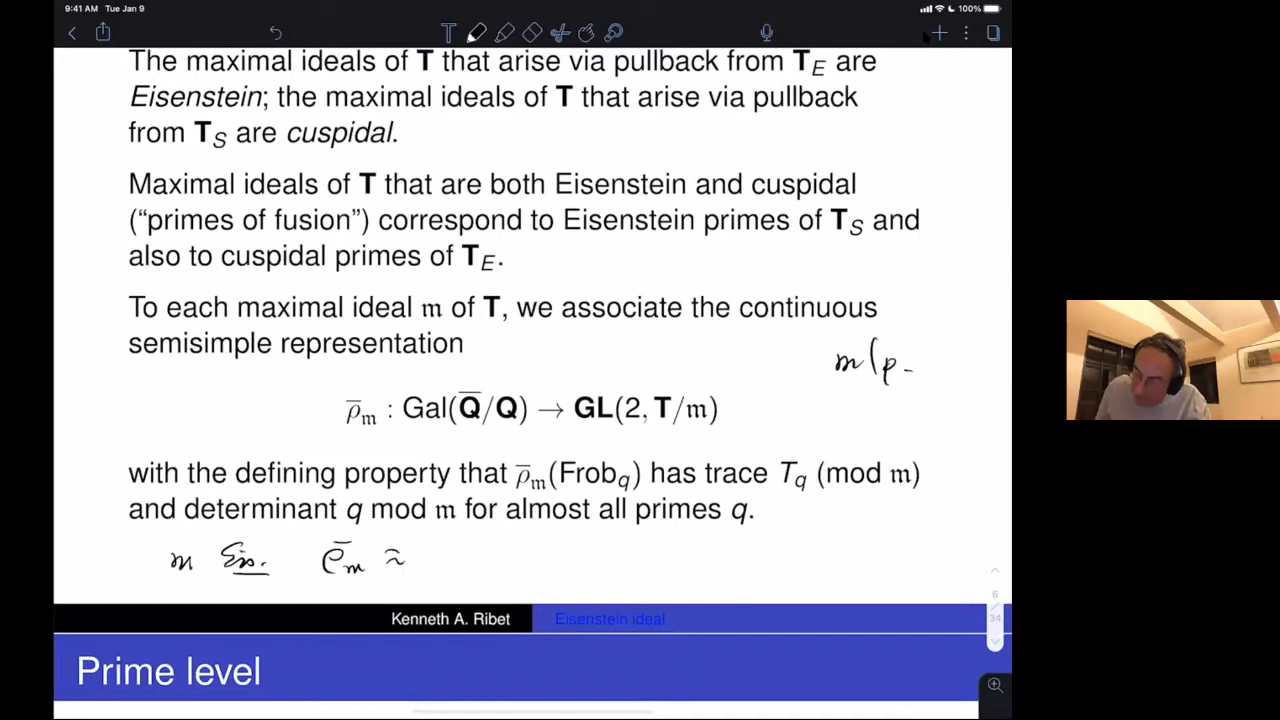 9:41 AM Tue Jan 9
100%
The maximal ideals of T that arise via pullback from T_E are
Eisenstein; the maximal ideals of T that arise via pullback
from T_S are cuspidal.
Maximal ideals of T that are both Eisenstein and cuspidal
(“primes of fusion”) correspond to Eisenstein primes of T_S and
also to cuspidal primes of T_E.
To each maximal ideal 𝔪 of T, we associate the continuous
semisimple representation
m | p -
ρ̄_𝔪 : Gal(Q̄/Q) → GL(2, T/𝔪)
with the defining property that ρ̄_𝔪(Frob_q) has trace T_q (mod 𝔪)
and determinant q mod 𝔪 for almost all primes q.
m Eis. ρ̄_m ≈
6
/
34
Kenneth A. Ribet Eisenstein ideal
Prime level